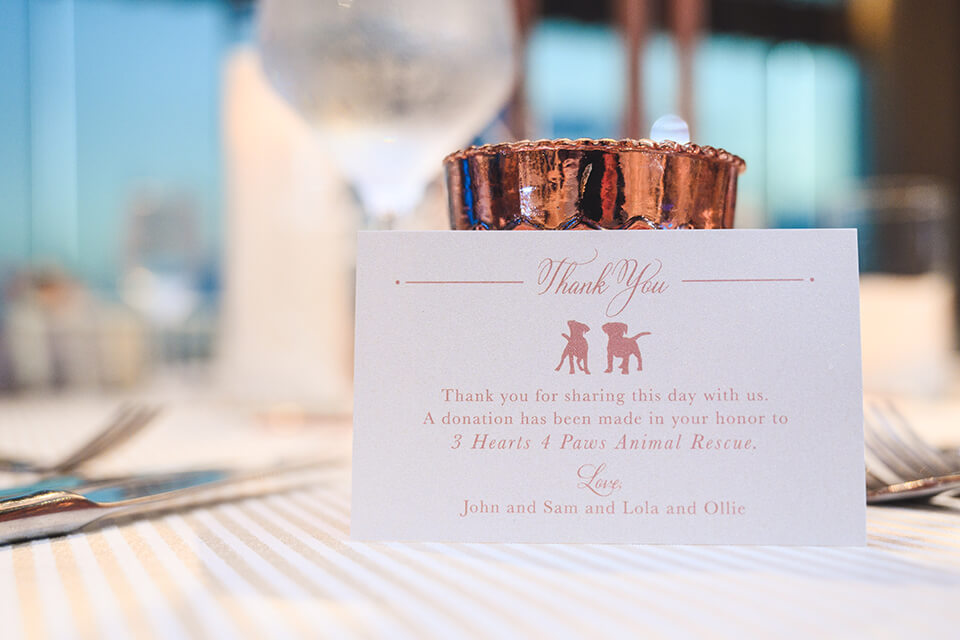 Thank You
Thank you for sharing this day with us.
A donation has been made in your honor to
3 Hearts 4 Paws Animal Rescue.
Love,
John and Sam and Lola and Ollie